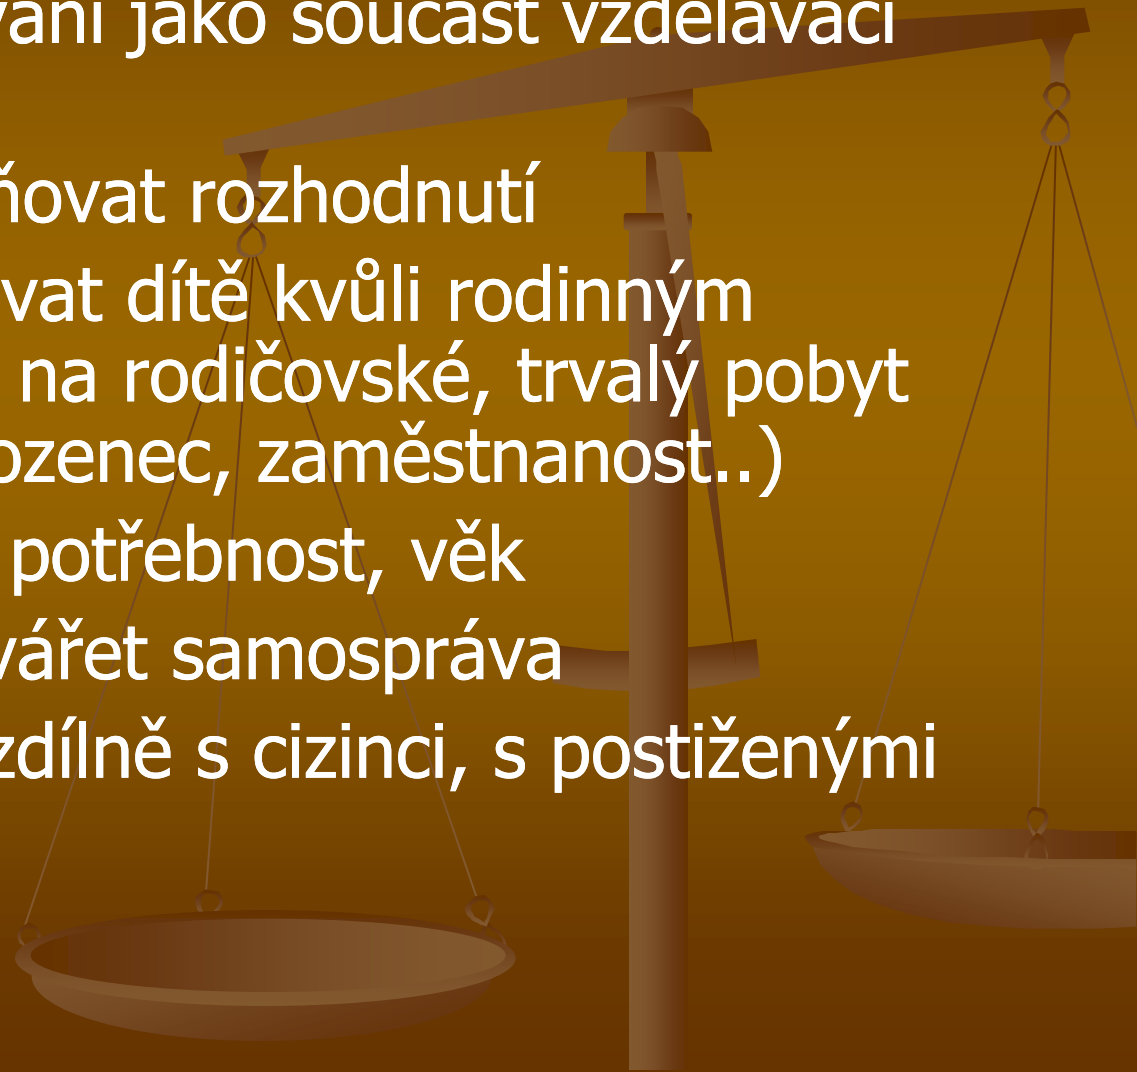 vání jako součást vzdělávací
ňovat rozhodnutí
vat dítě kvůli rodinným
na rodičovské, trvalý pobyt
ozenec, zaměstnanost..)
potřebnost, věk
vářet samospráva
zdílně s cizinci, s postiženými